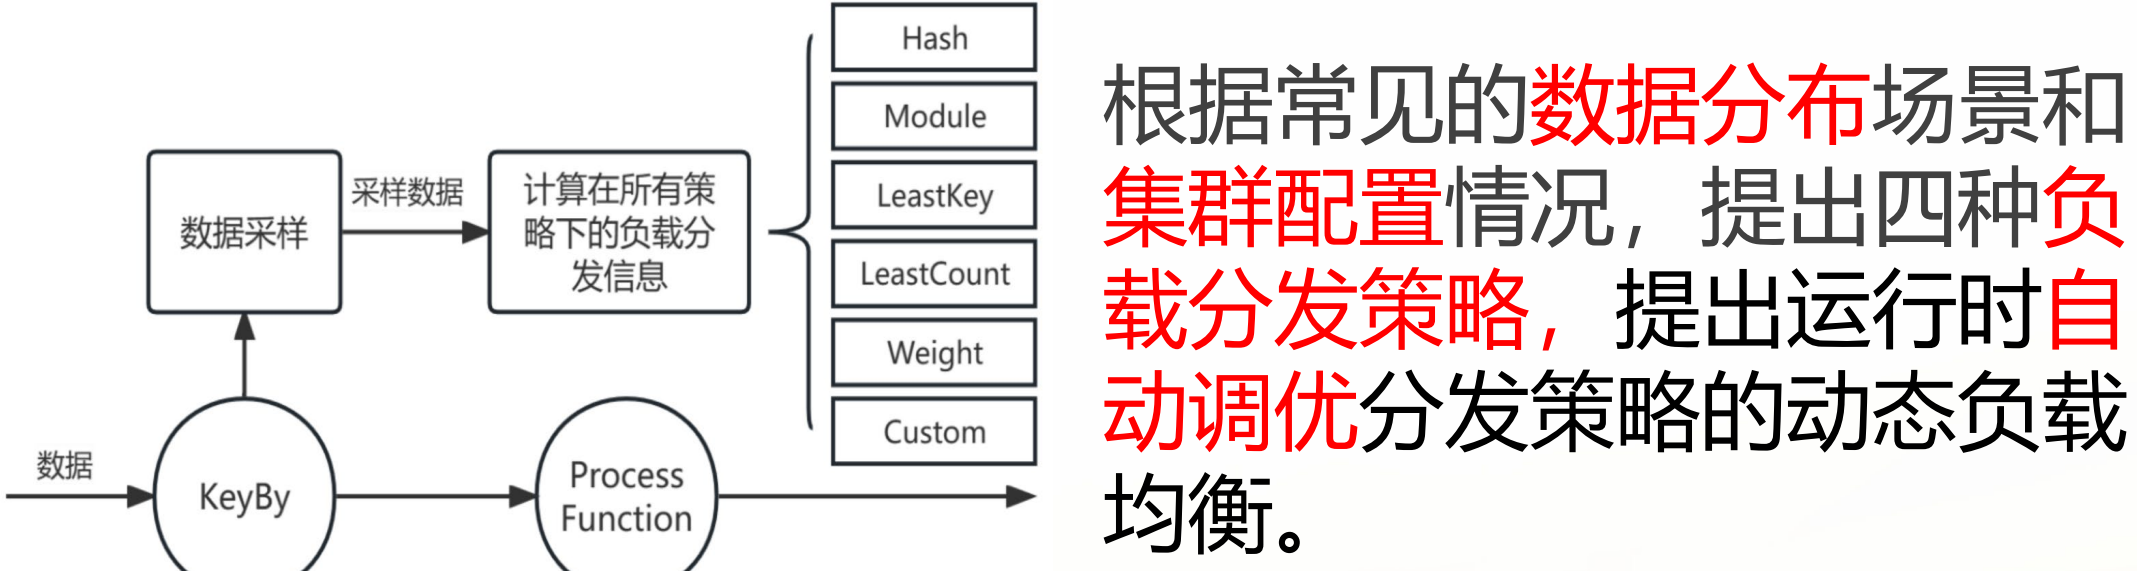 Hash
Module
LeastKey
LeastCount
Weight
Custom
数据采样
采样数据
计算在所有策
略下的负载分
发信息
数据
KeyBy
Process
Function
根据常见的数据分布场景和
集群配置情况，提出四种负
载分发策略，提出运行时自
动调优分发策略的动态负载
均衡。